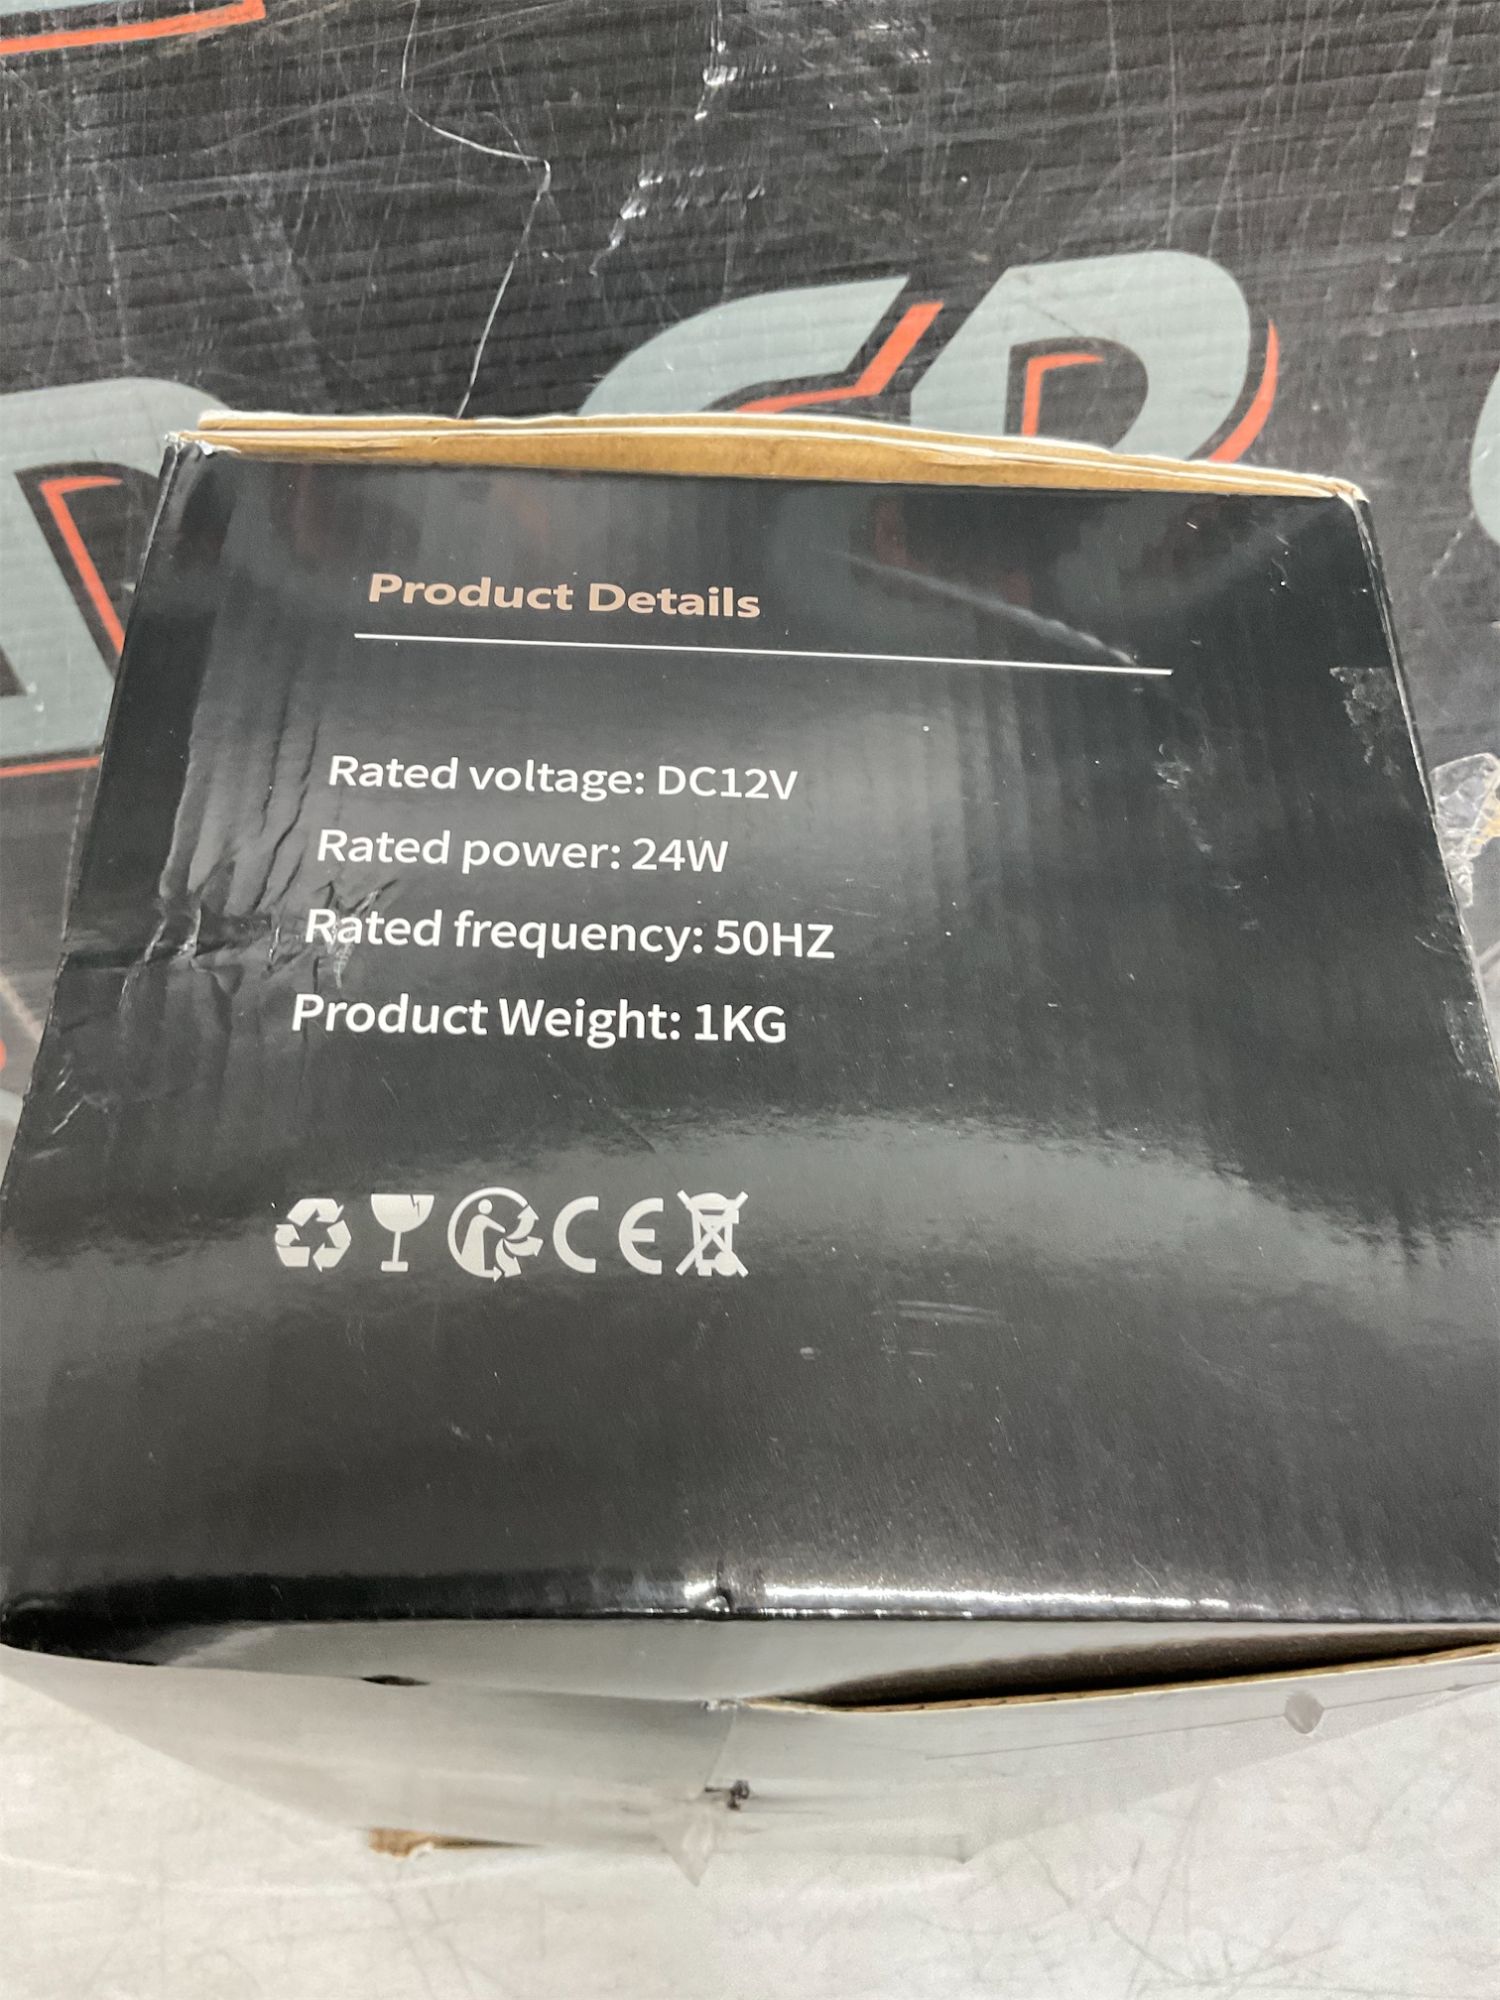 Product Details
Rated voltage: DC12V
Rated power: 24W
Rated frequency: 50HZ
Product Weight: 1KG
CE